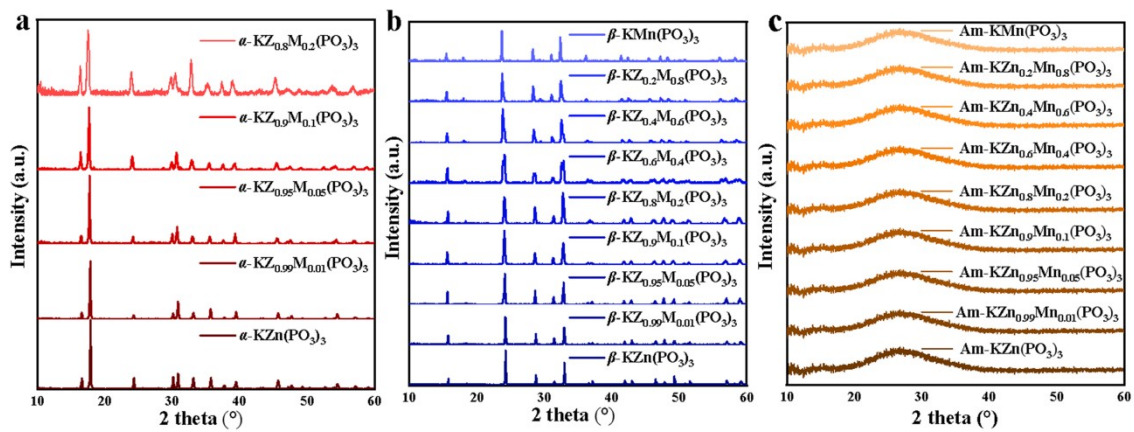 a
α-KZ₀.₈M₀.₂(PO₃)₃
α-KZ₀.₉M₀.₁(PO₃)₃
α-KZ₀.₉₅M₀.₀₅(PO₃)₃
α-KZ₀.₉₉M₀.₀₁(PO₃)₃
α-KZn(PO₃)₃
Intensity (a.u.)
10 20 30 40 50 60
2 theta (°)
b
β-KMn(PO₃)₃
β-KZ₀.₂M₀.₈(PO₃)₃
β-KZ₀.₄M₀.₆(PO₃)₃
β-KZ₀.₆M₀.₄(PO₃)₃
β-KZ₀.₈M₀.₂(PO₃)₃
β-KZ₀.₉M₀.₁(PO₃)₃
β-KZ₀.₉₅M₀.₀₅(PO₃)₃
β-KZ₀.₉₉M₀.₀₁(PO₃)₃
β-KZn(PO₃)₃
Intensity (a.u.)
10 20 30 40 50 60
2 theta (°)
c
Am-KMn(PO₃)₃
Am-KZn₀.₂Mn₀.₈(PO₃)₃
Am-KZn₀.₄Mn₀.₆(PO₃)₃
Am-KZn₀.₆Mn₀.₄(PO₃)₃
Am-KZn₀.₈Mn₀.₂(PO₃)₃
Am-KZn₀.₉Mn₀.₁(PO₃)₃
Am-KZn₀.₉₅Mn₀.₀₅(PO₃)₃
Am-KZn₀.₉₉Mn₀.₀₁(PO₃)₃
Am-KZn(PO₃)₃
Intensity (a.u.)
10 20 30 40 50 60
2 theta (°)